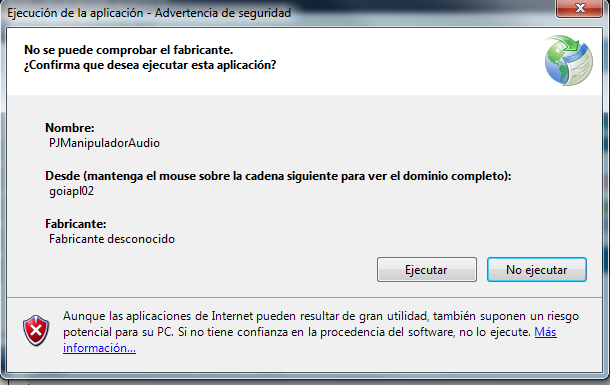 Ejecución de la aplicación - Advertencia de seguridad
No se puede comprobar el fabricante.
¿Confirma que desea ejecutar esta aplicación?
Nombre:
PJManipuladorAudio
Desde (mantenga el mouse sobre la cadena siguiente para ver el dominio completo):
goiapl02
Fabricante:
Fabricante desconocido
Ejecutar No ejecutar
Aunque las aplicaciones de Internet pueden resultar de gran utilidad, también suponen un riesgo
potencial para su PC. Si no tiene confianza en la procedencia del software, no lo ejecute. Más
información...